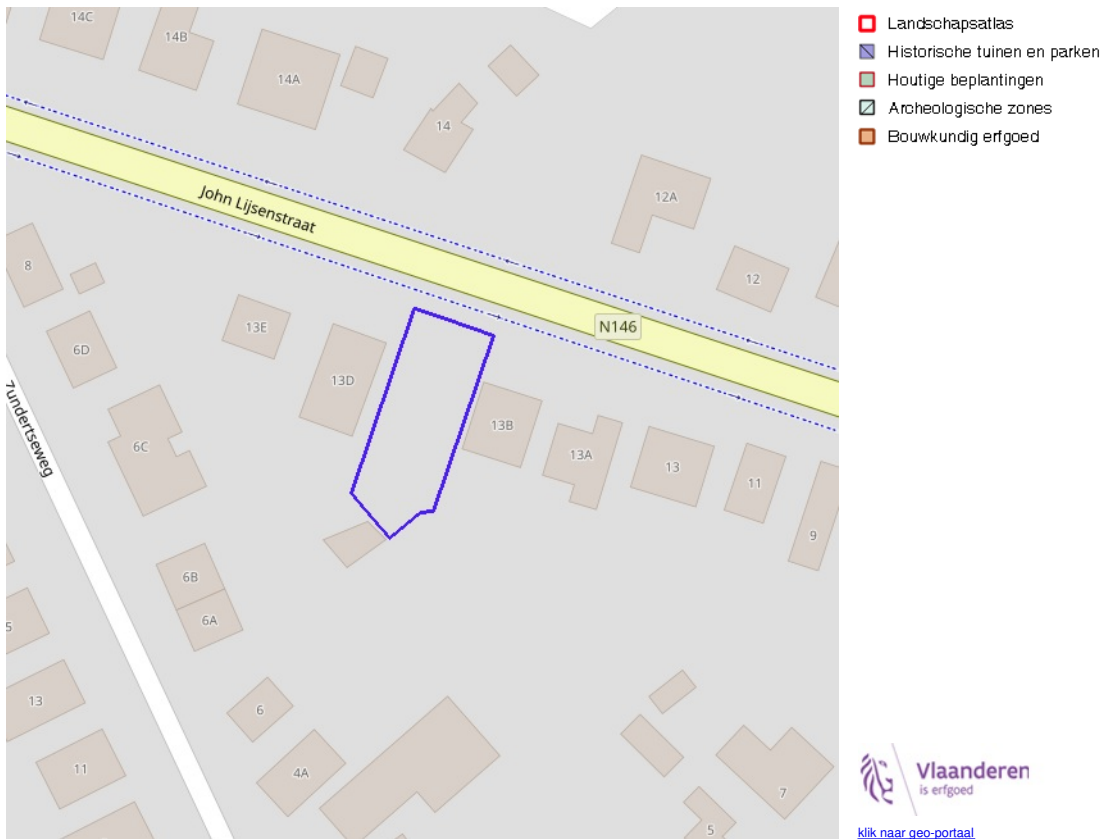 14C
14B
14A
14
12A
12
John Lijsenstraat
N146
8
6D
13E
13D
13B
13A
13
11
9
6C
Zundertseweg
6B
6A
5
13
6
11
4A
7
5
Landschapsatlas
Historische tuinen en parken
Houtige beplantingen
Archeologische zones
Bouwkundig erfgoed
Vlaanderen
is erfgoed
klik naar geo-portaal